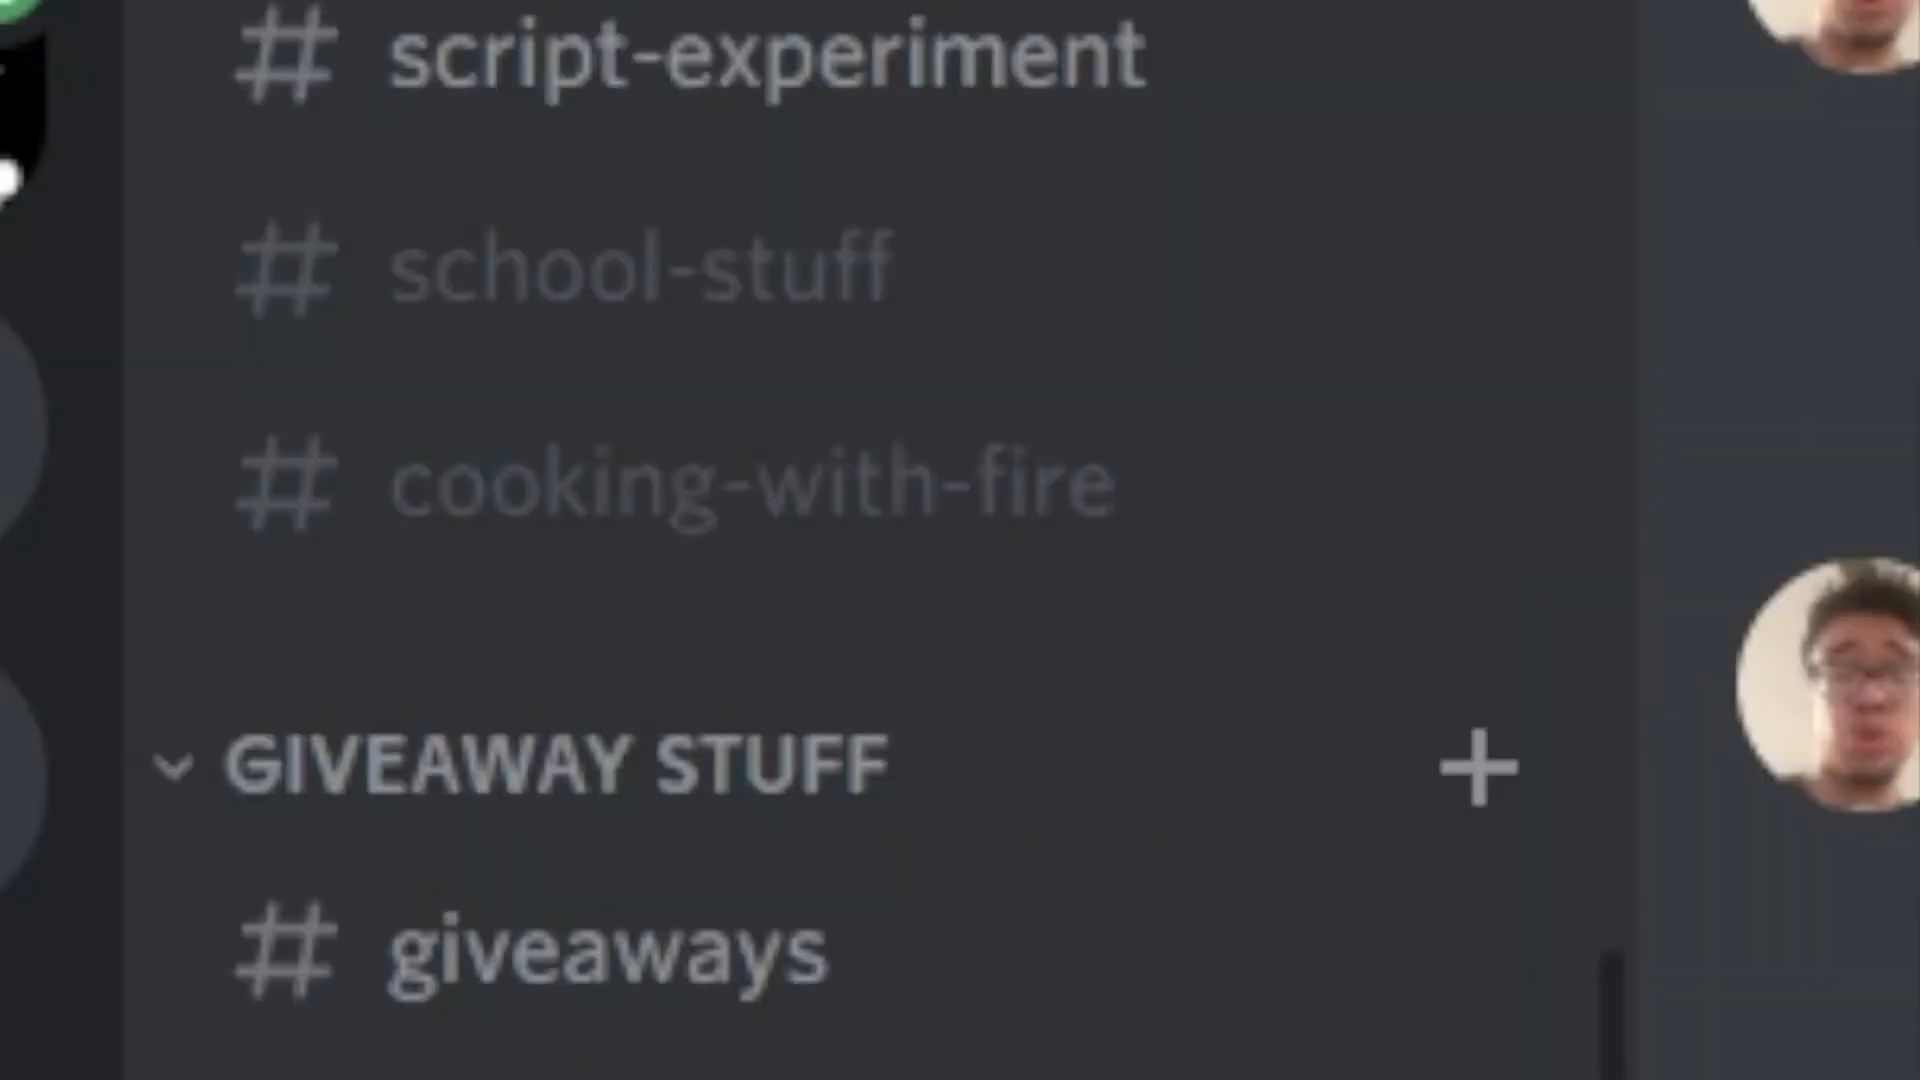 # script-experiment
# school-stuff
# cooking-with-fire
GIVEAWAY STUFF +
# giveaways